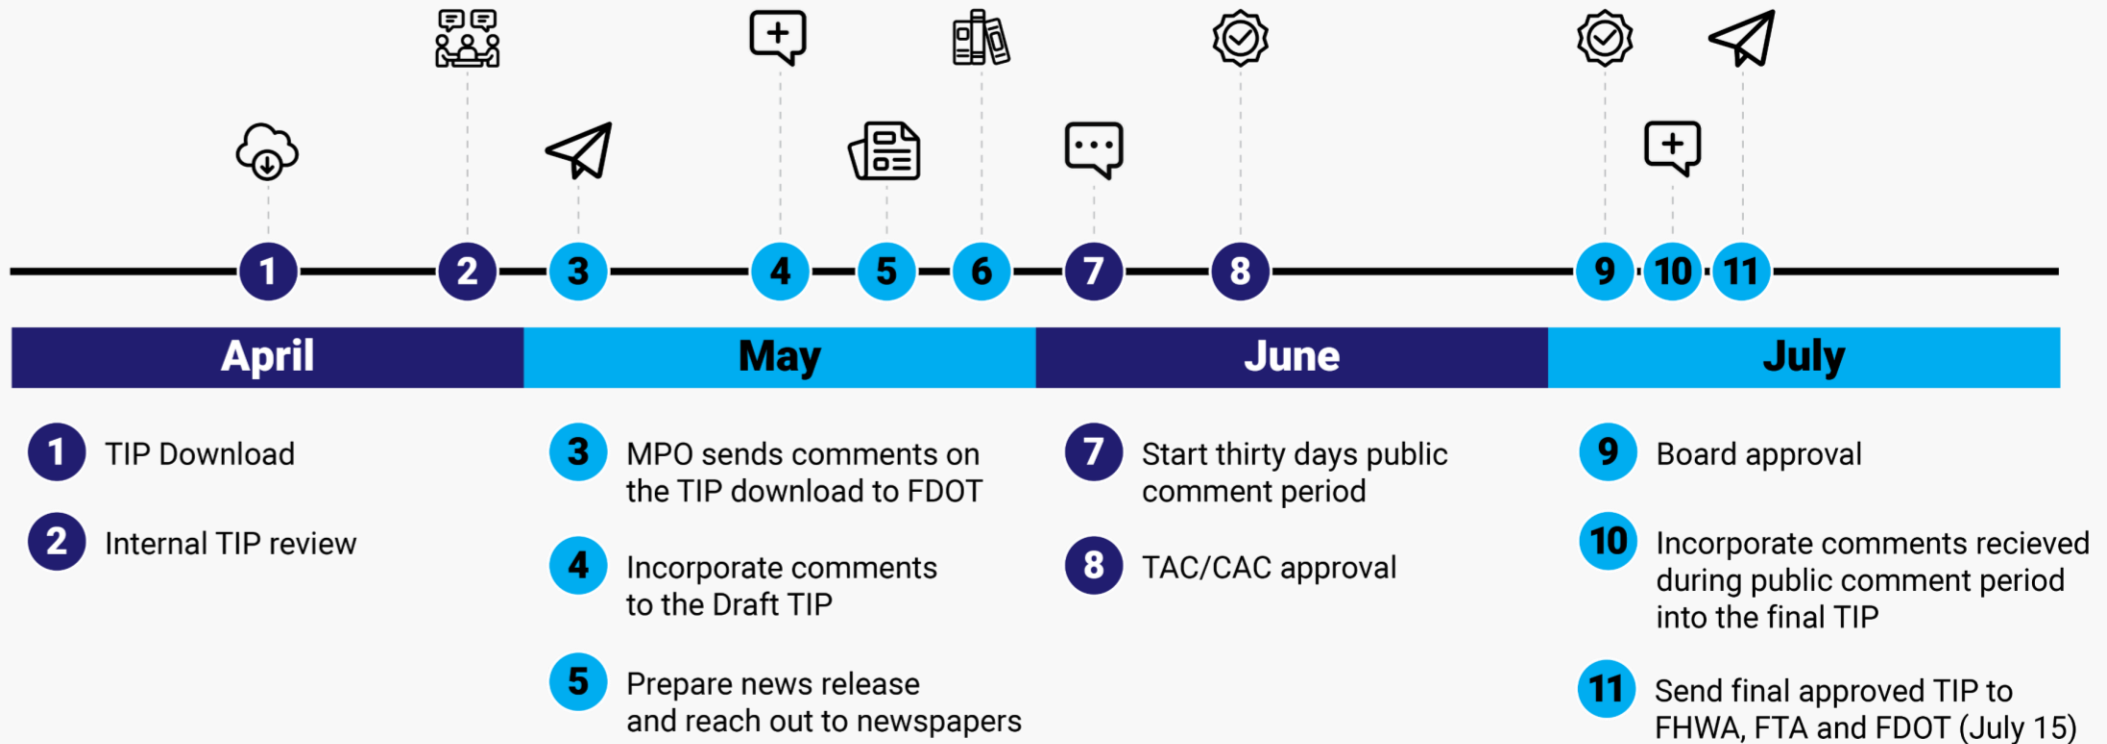 1
2
3
4
5
6
7
8
9
10
11
April
May
June
July
1 TIP Download
2 Internal TIP review
3 MPO sends comments on
the TIP download to FDOT
4 Incorporate comments
to the Draft TIP
5 Prepare news release
and reach out to newspapers
7 Start thirty days public
comment period
8 TAC/CAC approval
9 Board approval
10 Incorporate comments recieved
during public comment period
into the final TIP
11 Send final approved TIP to
FHWA, FTA and FDOT (July 15)